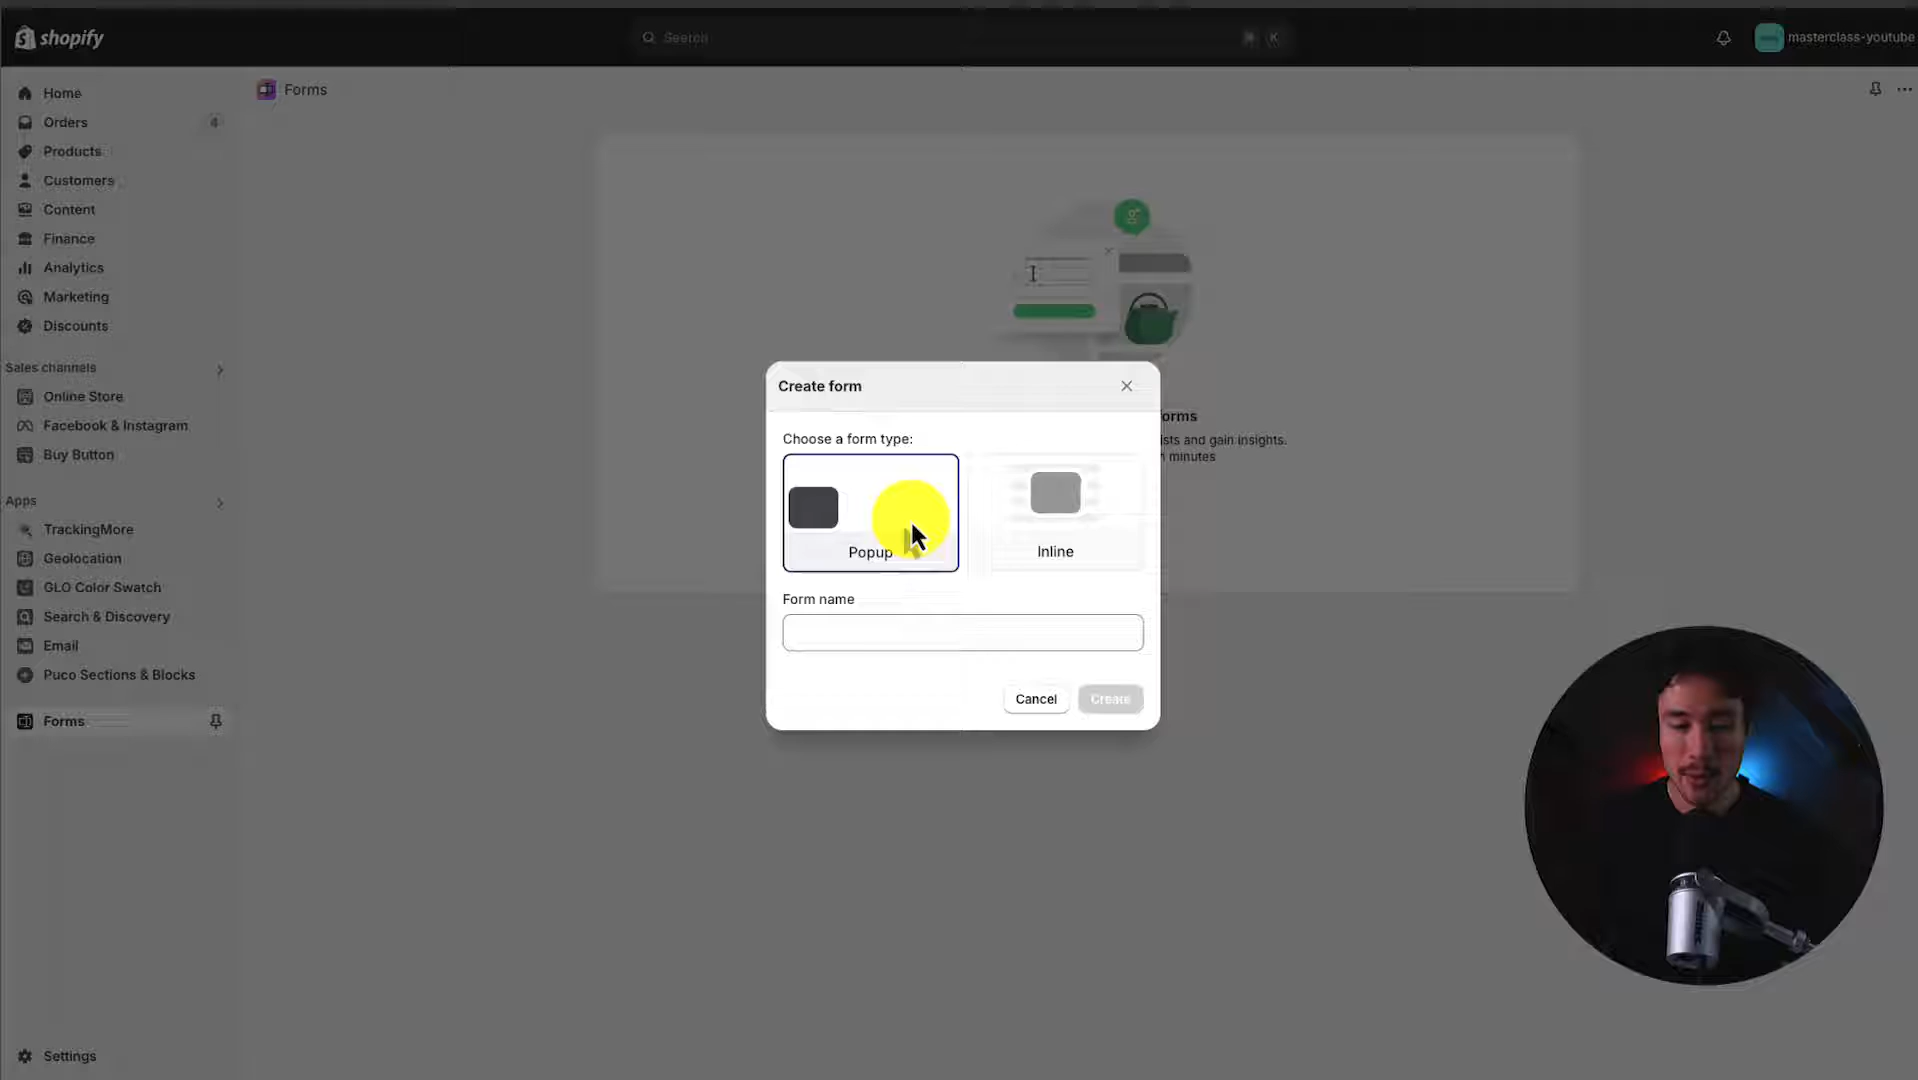 shopify
Search
K
masterclass-youtube
Home
Forms
Orders
4
Products
Customers
Content
Finance
Analytics
Marketing
Discounts
Sales channels
Online Store
Facebook & Instagram
Buy Button
Apps
TrackingMore
Geolocation
GLO Color Swatch
Search & Discovery
Email
Puco Sections & Blocks
Forms
Settings
Create form
orms
Choose a form type:
ists and gain insights.
minutes
Popup
Inline
Form name
Cancel
Create